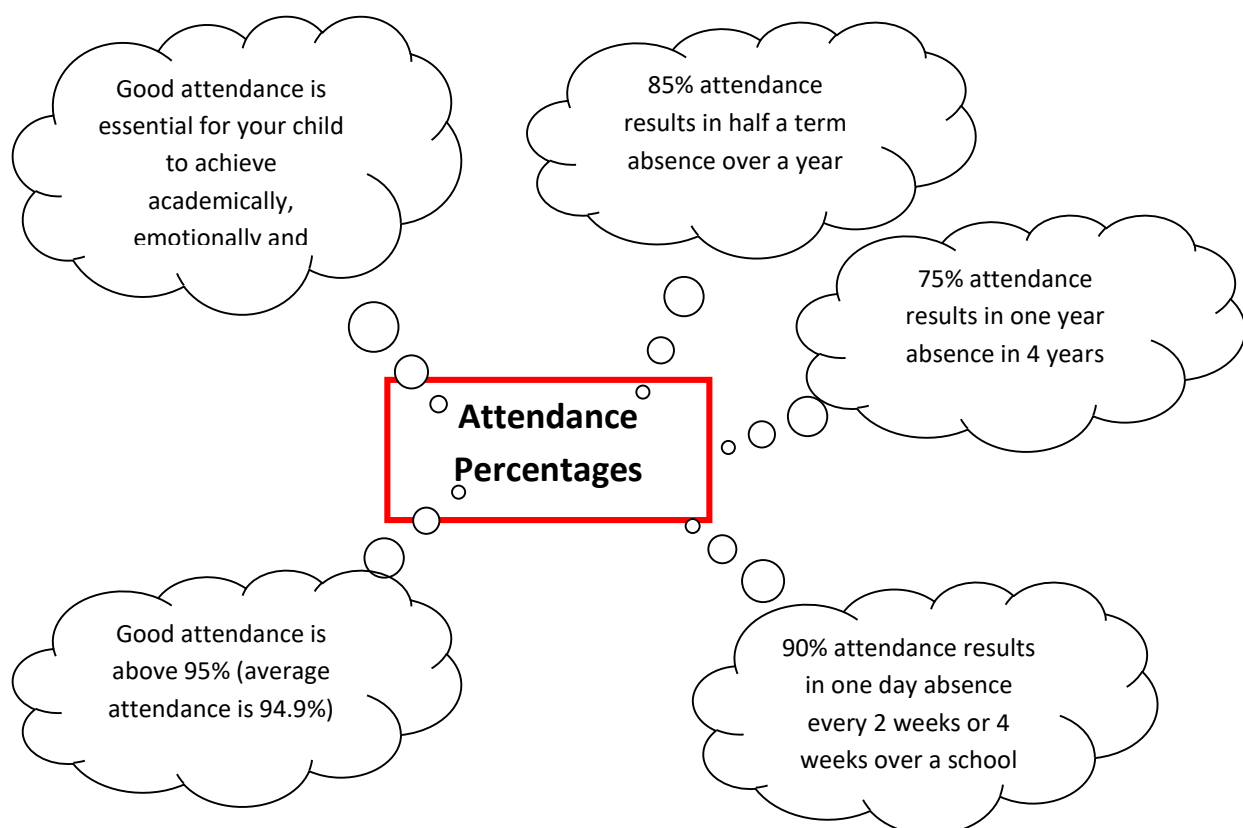 Good attendance is
essential for your child
to achieve
academically,
emotionally and
85% attendance
results in half a term
absence over a year
75% attendance
results in one year
absence in 4 years
Attendance
Percentages
Good attendance is
above 95% (average
attendance is 94.9%)
90% attendance results
in one day absence
every 2 weeks or 4
weeks over a school